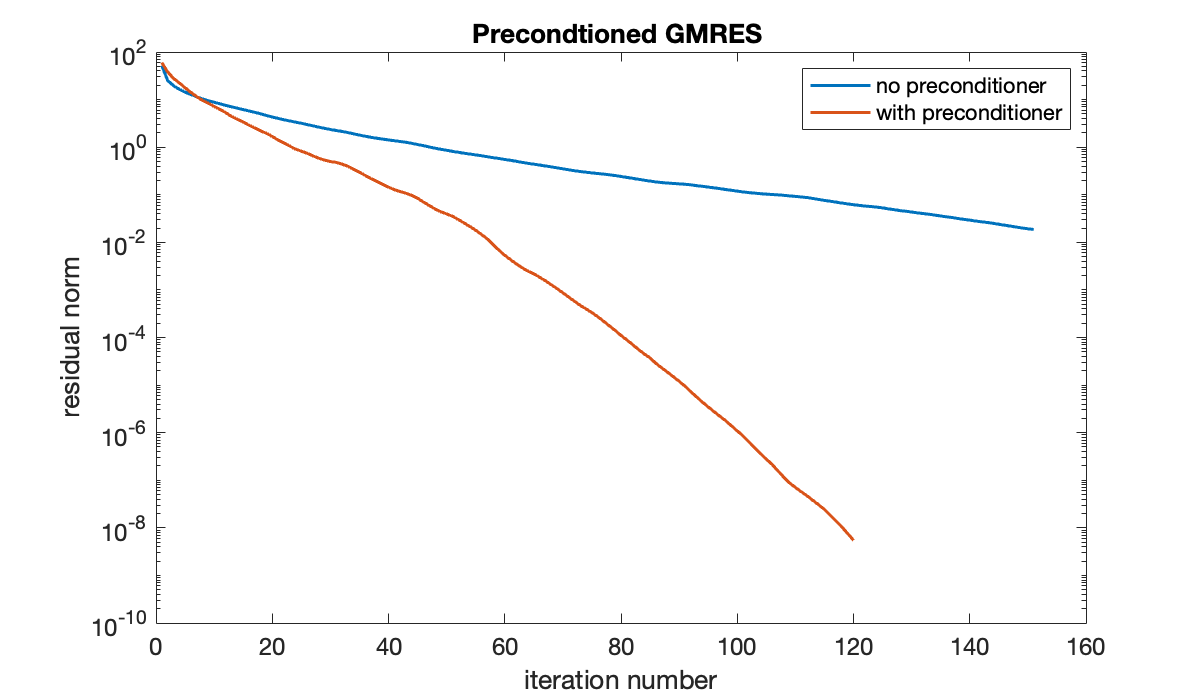 Precondtioned GMRES
no preconditioner
with preconditioner
residual norm
10^2
10^0
10^-2
10^-4
10^-6
10^-8
10^-10
0 20 40 60 80 100 120 140 160
iteration number